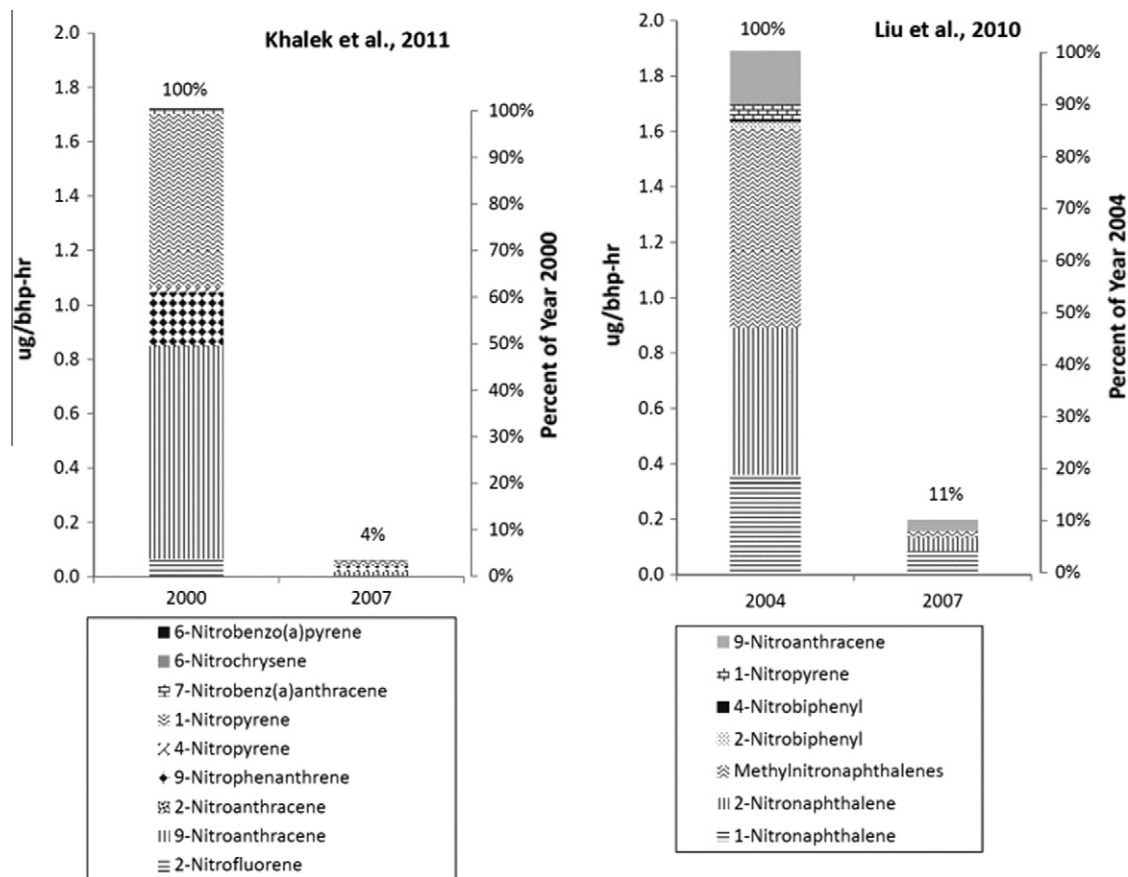 Khalek et al., 2011
2.0
1.8
1.6
1.4
1.2
1.0
0.8
0.6
0.4
0.2
0.0
ug/bhp-hr
100%
4%
2000
2007
100%
90%
80%
70%
60%
50%
40%
30%
20%
10%
0%
Percent of Year 2000
6-Nitrobenzo(a)pyrene
6-Nitrochrysene
7-Nitrobenz(a)anthracene
1-Nitropyrene
4-Nitropyrene
9-Nitrophenanthrene
2-Nitroanthracene
9-Nitroanthracene
2-Nitrofluorene
Liu et al., 2010
2.0
1.8
1.6
1.4
1.2
1.0
0.8
0.6
0.4
0.2
0.0
ug/bhp-hr
100%
11%
2004
2007
100%
90%
80%
70%
60%
50%
40%
30%
20%
10%
0%
Percent of Year 2004
9-Nitroanthracene
1-Nitropyrene
4-Nitrobiphenyl
2-Nitrobiphenyl
Methylnitronaphthalenes
2-Nitronaphthalene
1-Nitronaphthalene